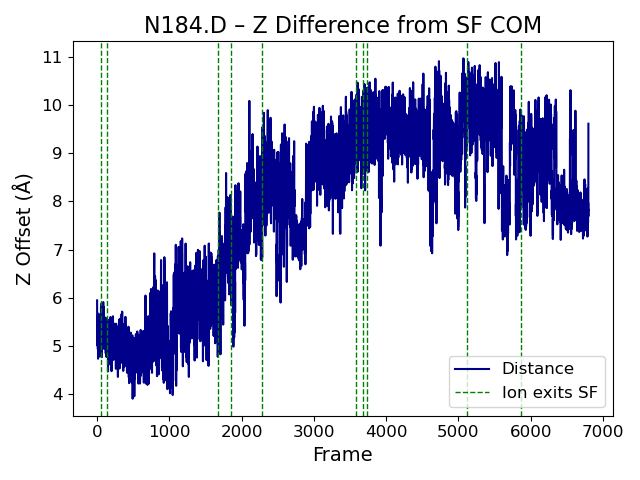 N184.D – Z Difference from SF COM
Z Offset (Å)
11
10
9
8
7
6
5
4
Distance
Ion exits SF
0 1000 2000 3000 4000 5000 6000 7000
Frame